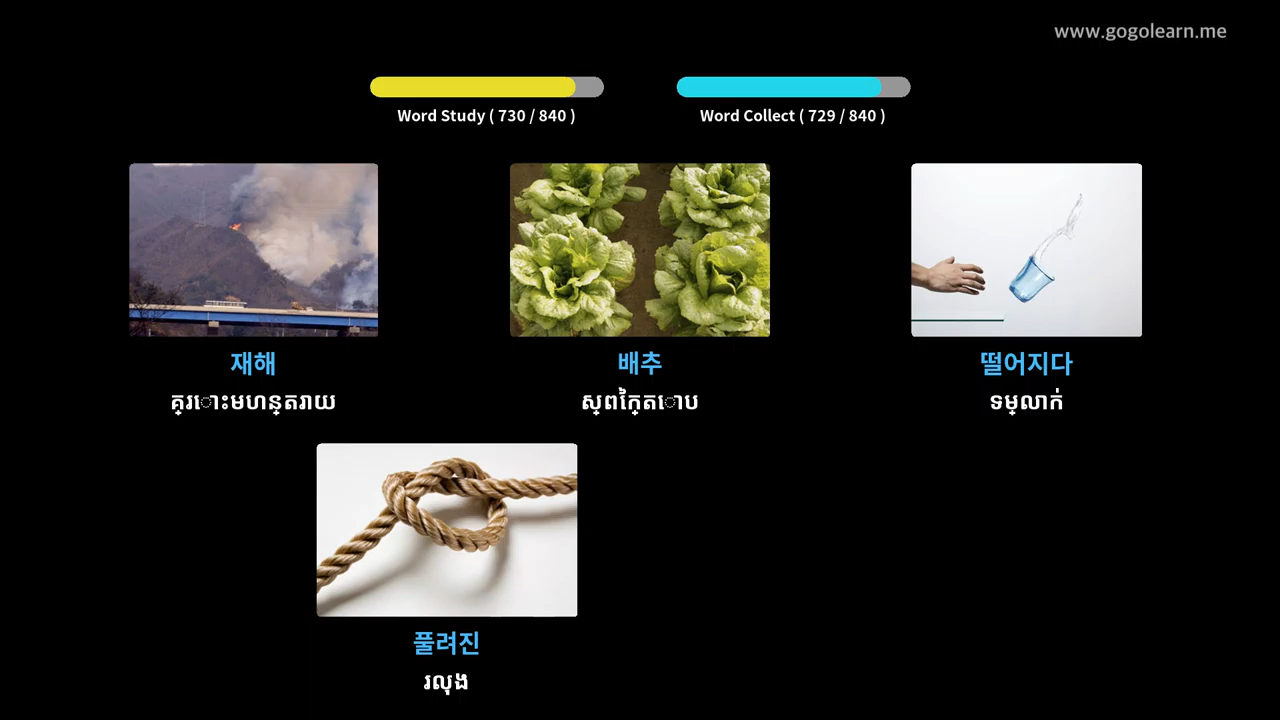 www.gogolearn.me
Word Study ( 730 / 840 )
Word Collect ( 729 / 840 )
재해
배추
떨어지다
គ្រោះមហន្តរាយ
ស្ពៃក្តោប
ទម្លាក់
풀려진
រលុង